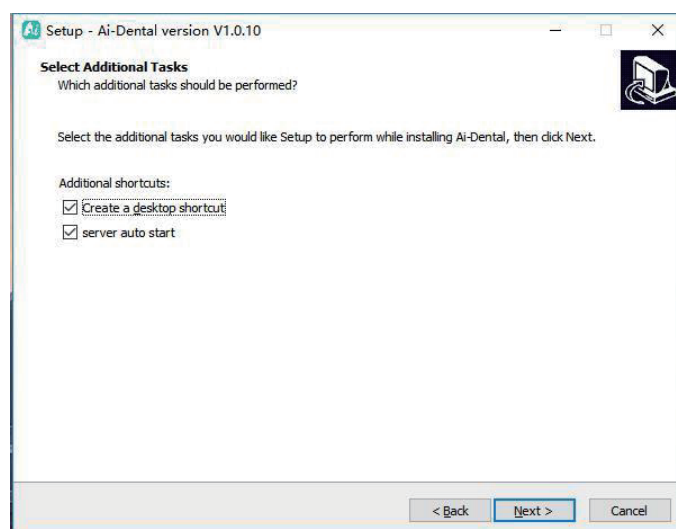 Setup - Ai-Dental version V1.0.10
Select Additional Tasks
Which additional tasks should be performed?
Select the additional tasks you would like Setup to perform while installing Ai-Dental, then click Next.
Additional shortcuts:
Create a desktop shortcut
server auto start
< Back Next > Cancel